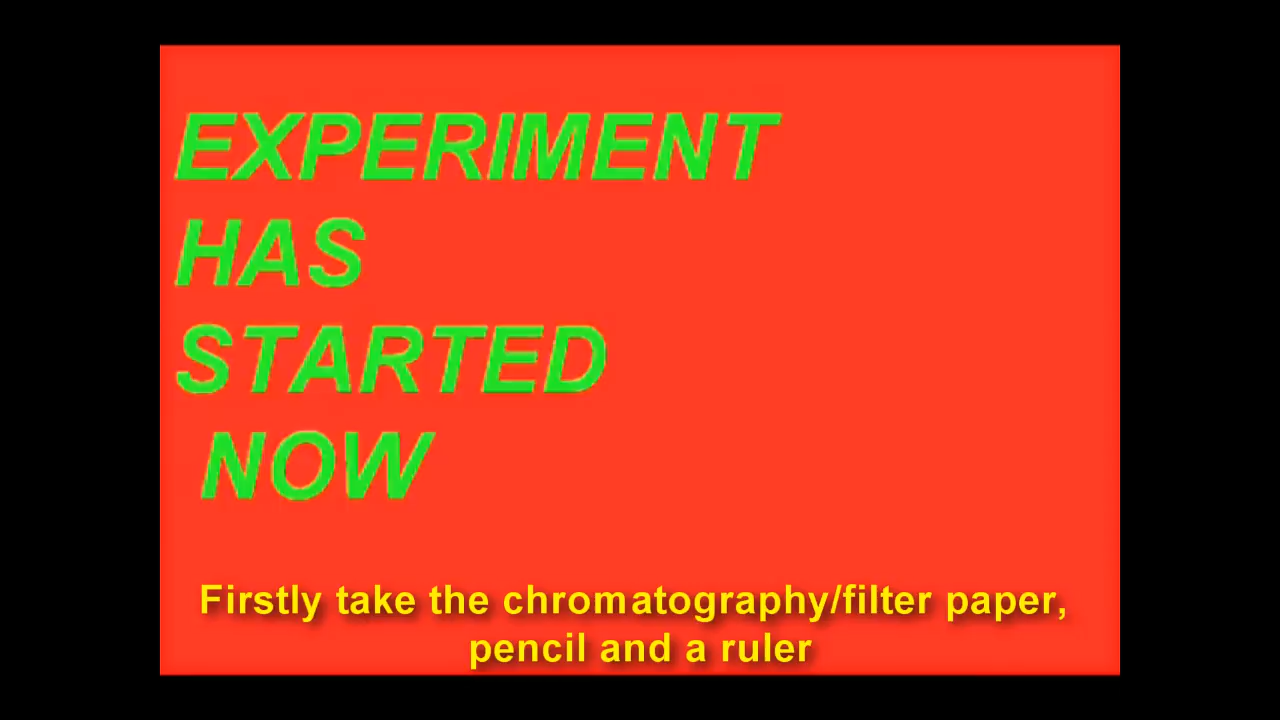 EXPERIMENT
HAS
STARTED
NOW
Firstly take the chromatography/filter paper,
pencil and a ruler